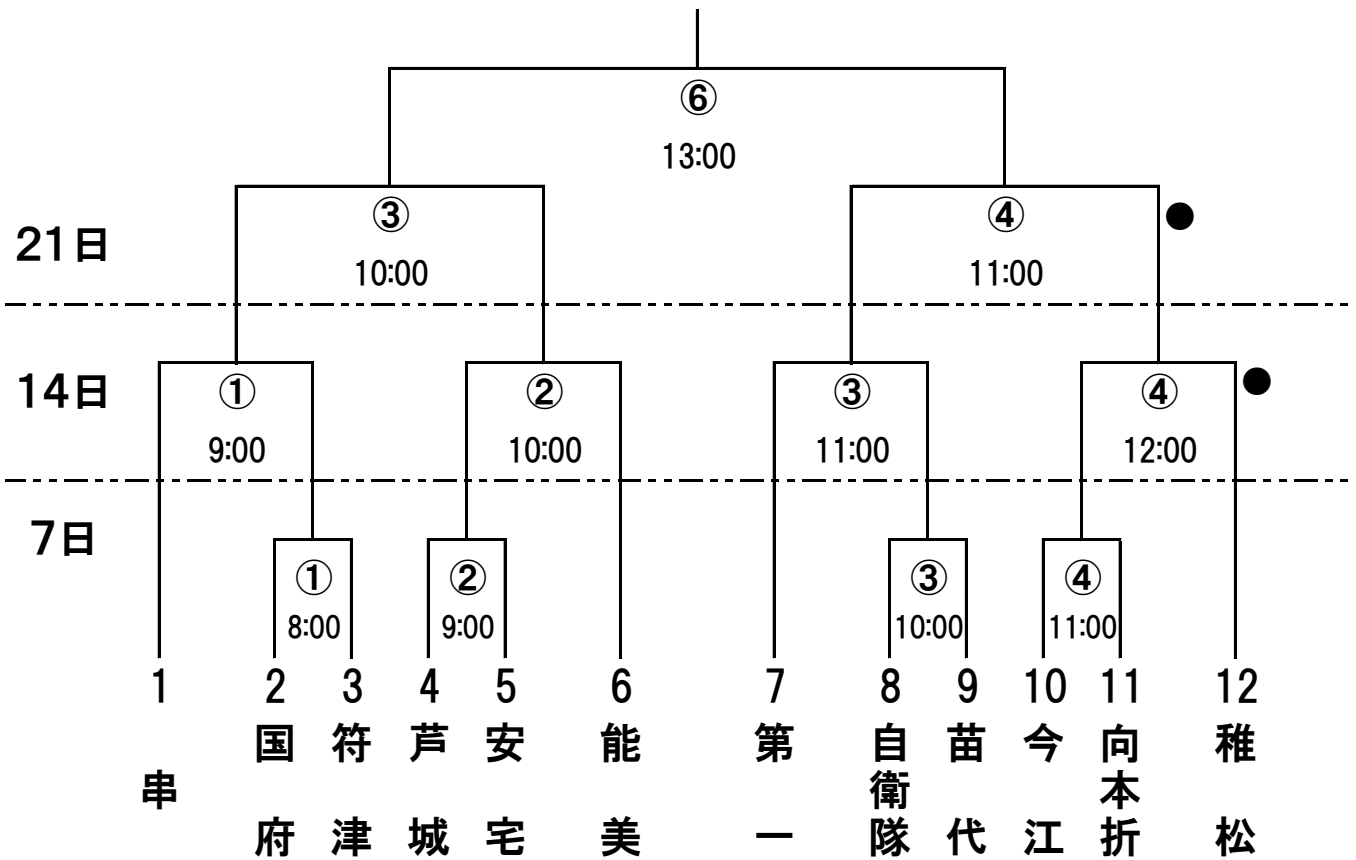 ⑥
13:00
21日
③ ④ ●
10:00 11:00
14日
① ② ③ ④ ●
9:00 10:00 11:00 12:00
7日
① ② ③ ④
8:00 9:00 10:00 11:00
1 2 3 4 5 6 7 8 9 10 11 12
串
国府
符津
芦城
安宅
能美
第一
自衛隊
苗代
今江
向本折
稚松